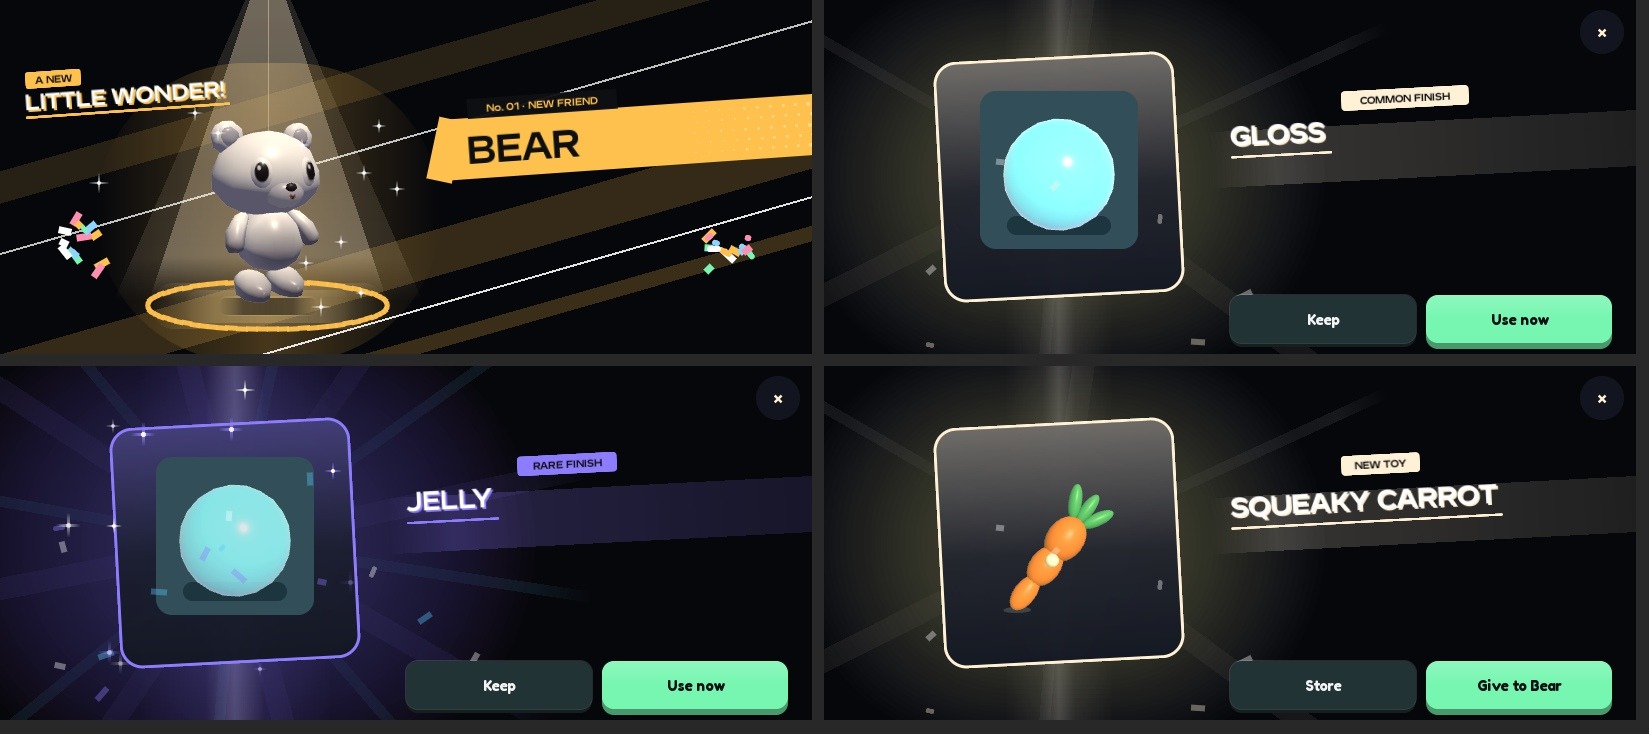 A NEW
LITTLE WONDER!
No. 01 · NEW FRIEND
BEAR
×
COMMON FINISH
GLOSS
Keep
Use now
×
RARE FINISH
JELLY
Keep
Use now
×
NEW TOY
SQUEAKY CARROT
Store
Give to Bear